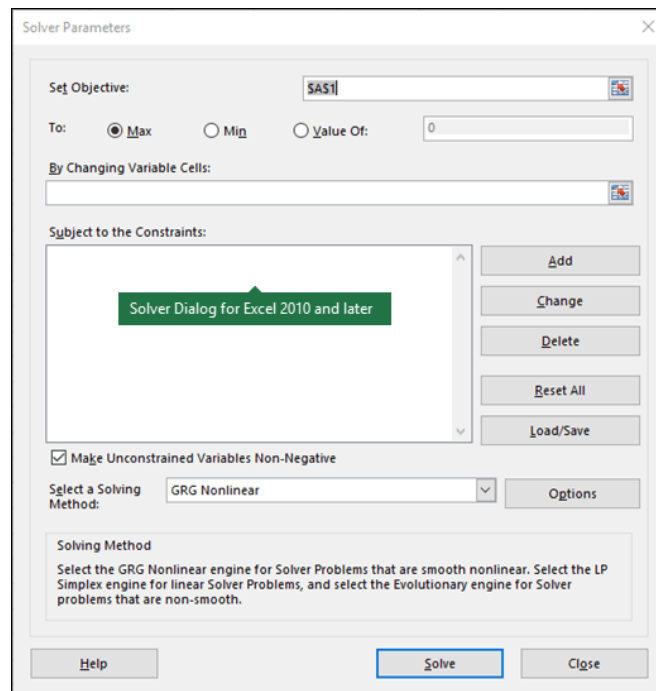 Solver Parameters
Set Objective: $A$1
To: Max Min Value Of: 0
By Changing Variable Cells:
Subject to the Constraints:
Solver Dialog for Excel 2010 and later
Add
Change
Delete
Reset All
Load/Save
Make Unconstrained Variables Non-Negative
Select a Solving
Method:
GRG Nonlinear
Options
Solving Method
Select the GRG Nonlinear engine for Solver Problems that are smooth nonlinear. Select the LP
Simplex engine for linear Solver Problems, and select the Evolutionary engine for Solver
problems that are non-smooth.
Help Solve Close